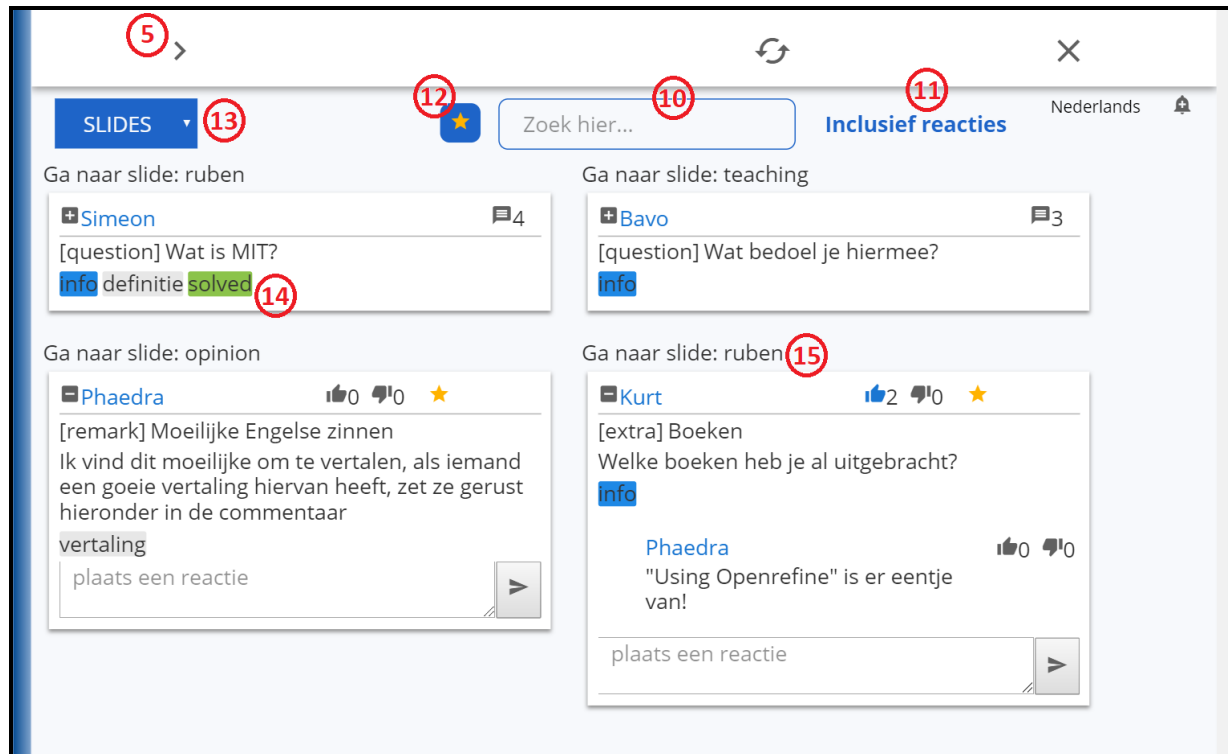 5
12
10
11
SLIDES
13
Zoek hier...
Inclusief reacties
Nederlands
Ga naar slide: ruben
Simeon 4
[question] Wat is MIT?
info definitie solved
14
Ga naar slide: teaching
Bavo 3
[question] Wat bedoel je hiermee?
info
Ga naar slide: opinion
Phaedra 0 0
[remark] Moeilijke Engelse zinnen
Ik vind dit moeilijke om te vertalen, als iemand
een goeie vertaling hiervan heeft, zet ze gerust
hieronder in de commentaar
vertaling
plaats een reactie
Ga naar slide: ruben 15
Kurt 2 0
[extra] Boeken
Welke boeken heb je al uitgebracht?
info
Phaedra 0 0
"Using Openrefine" is er eentje
van!
plaats een reactie